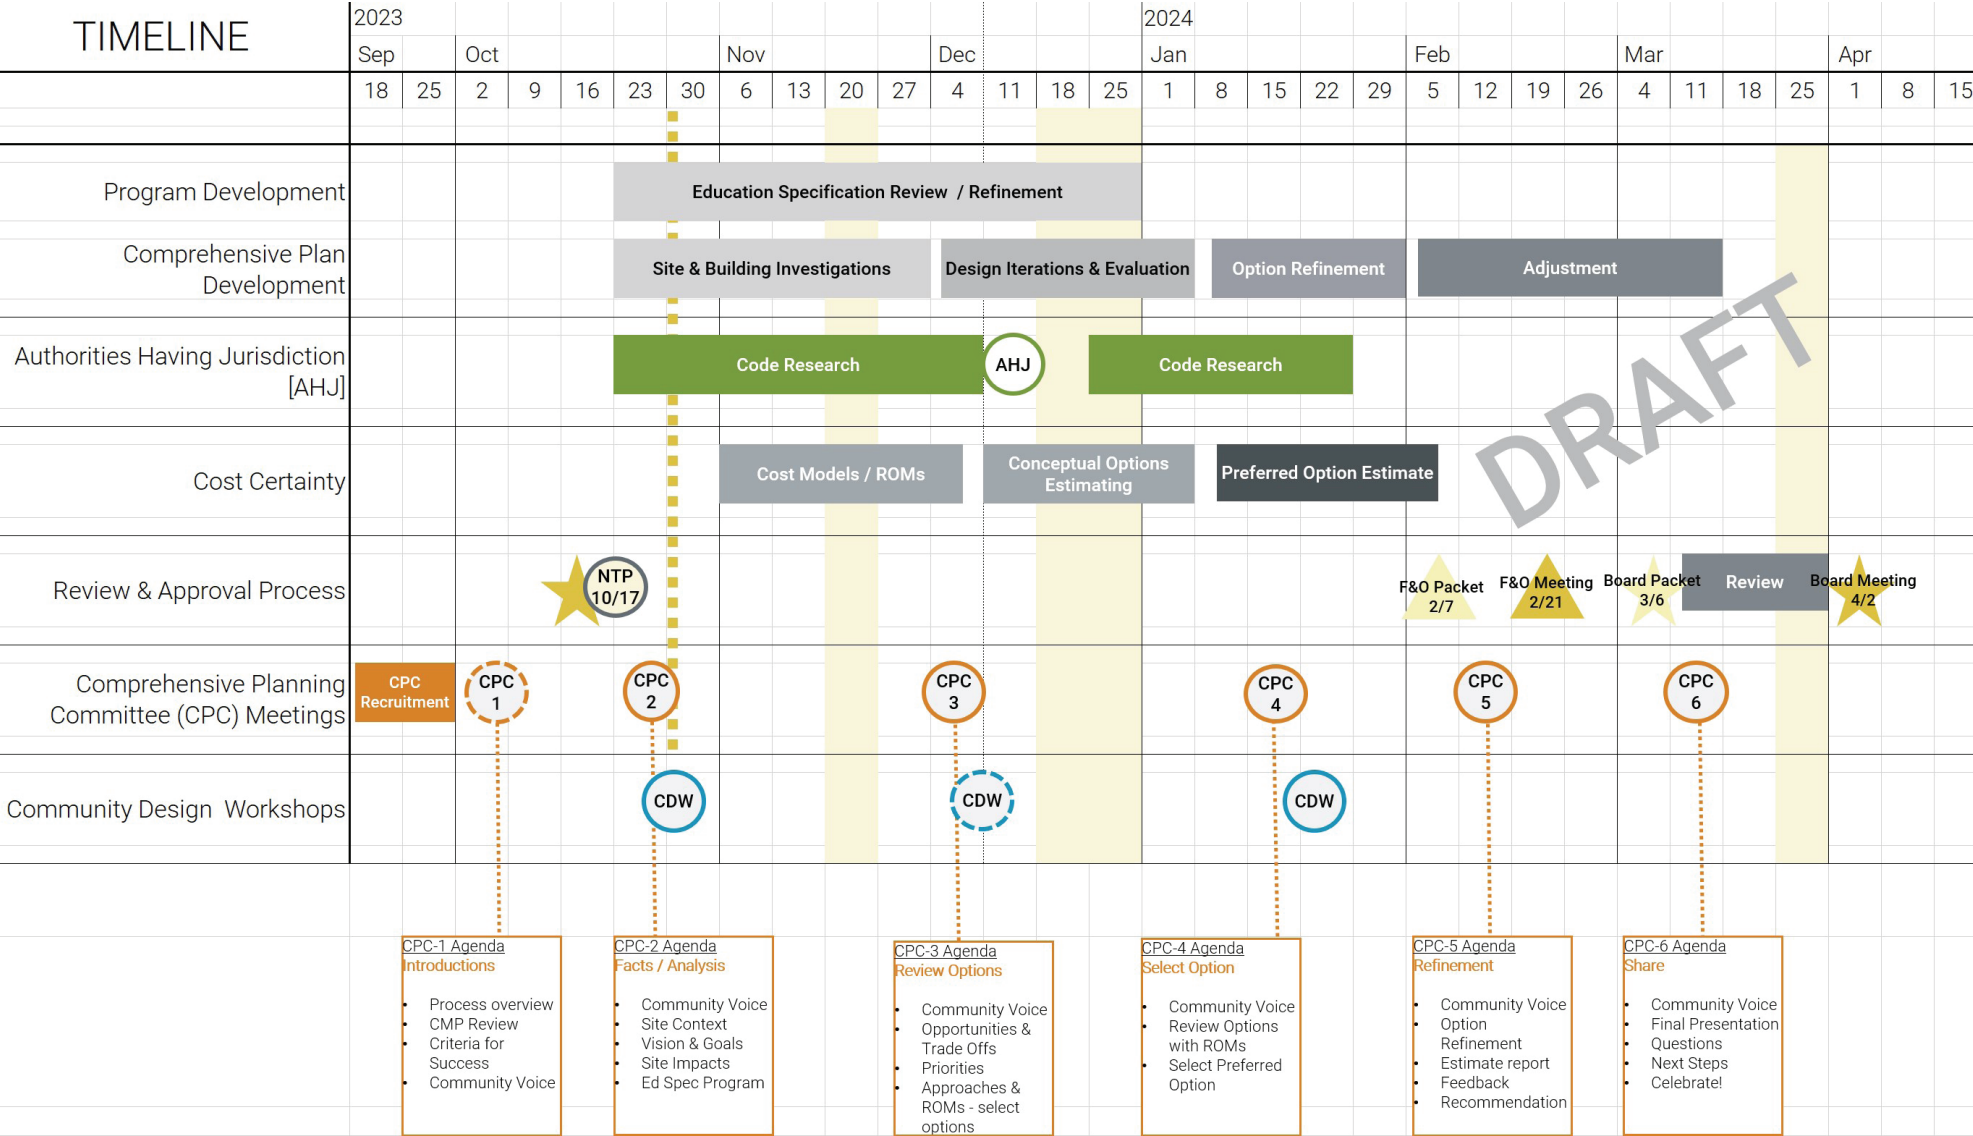 TIMELINE
2023
2024
Sep
Oct
Nov
Dec
Jan
Feb
Mar
Apr
18 25 2 9 16 23 30 6 13 20 27 4 11 18 25 1 8 15 22 29 5 12 19 26 4 11 18 25 1 8 15
Program Development
Education Specification Review / Refinement
Comprehensive Plan
Development
Site & Building Investigations
Design Iterations & Evaluation
Option Refinement
Adjustment
Authorities Having Jurisdiction
[AHJ]
Code Research
AHJ
Code Research
DRAFT
Cost Certainty
Cost Models / ROMs
Conceptual Options
Estimating
Preferred Option Estimate
Review & Approval Process
NTP
10/17
F&O Packet
2/7
F&O Meeting
2/21
Board Packet
3/6
Review
Board Meeting
4/2
Comprehensive Planning
Committee (CPC) Meetings
CPC
Recruitment
CPC
1
CPC
2
CPC
3
CPC
4
CPC
5
CPC
6
Community Design Workshops
CDW
CDW
CDW
CPC-1 Agenda
Introductions
• Process overview
• CMP Review
• Criteria for
Success
• Community Voice
CPC-2 Agenda
Facts / Analysis
• Community Voice
• Site Context
• Vision & Goals
• Site Impacts
• Ed Spec Program
CPC-3 Agenda
Review Options
• Community Voice
• Opportunities &
Trade Offs
• Priorities
• Approaches &
ROMs - select
options
CPC-4 Agenda
Select Option
• Community Voice
• Review Options
with ROMs
• Select Preferred
Option
CPC-5 Agenda
Refinement
• Community Voice
• Option
Refinement
• Estimate report
• Feedback
• Recommendation
CPC-6 Agenda
Share
• Community Voice
• Final Presentation
• Questions
• Next Steps
• Celebrate!